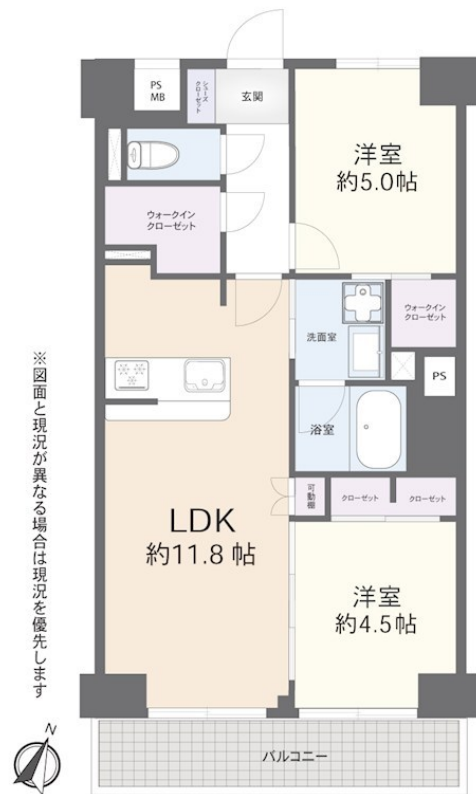 PS
MB
シューズ
クローゼット
玄関
洋室
約5.0帖
ウォークイン
クローゼット
ウォークイン
クローゼット
洗面室
PS
浴室
可動棚
クローゼット
クローゼット
LDK
約11.8 帖
洋室
約4.5帖
※図面と現況が異なる場合は現況を優先します
N
バルコニー